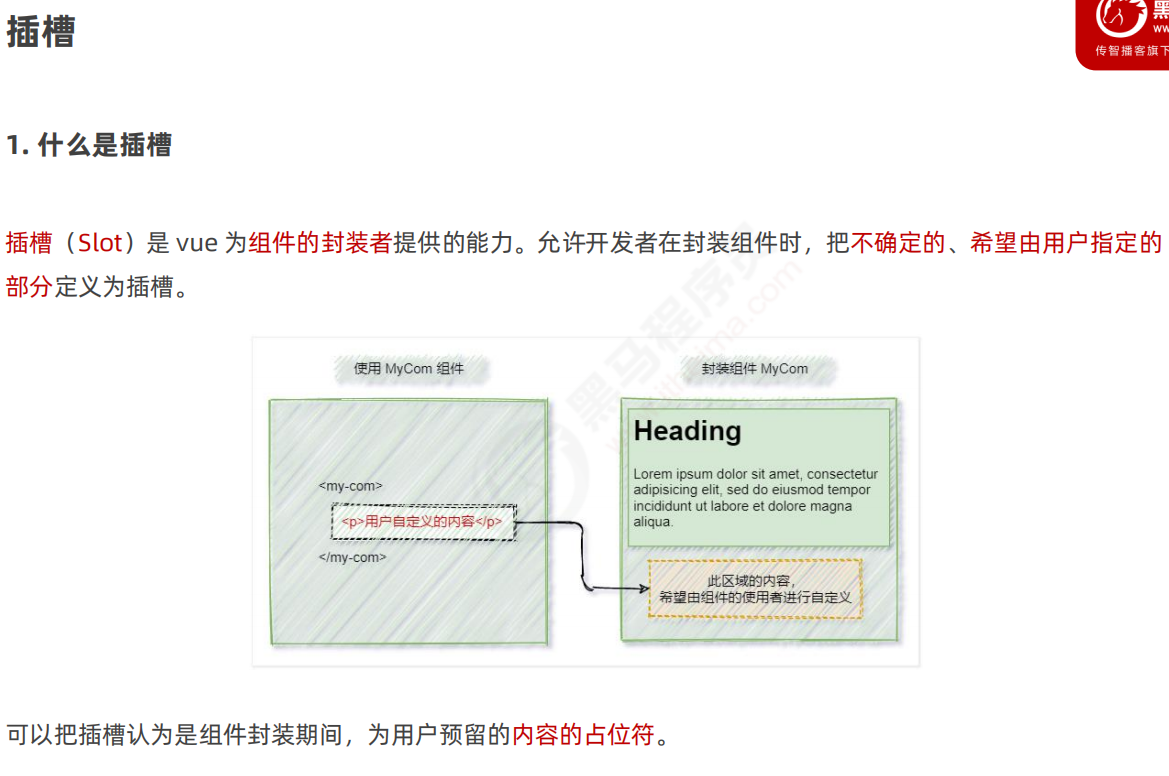 插槽
黑
ww
传智播客旗下
1. 什么是插槽
插槽（Slot）是 vue 为组件的封装者提供的能力。允许开发者在封装组件时，把不确定的、希望由用户指定的
部分定义为插槽。
使用 MyCom 组件
封装组件 MyCom
<my-com>
<p>用户自定义的内容</p>
</my-com>
Heading
Lorem ipsum dolor sit amet, consectetur
adipisicing elit, sed do eiusmod tempor
incididunt ut labore et dolore magna
aliqua.
此区域的内容，
希望由组件的使用者进行自定义
黑马程序员
可以把插槽认为是组件封装期间，为用户预留的内容的占位符。